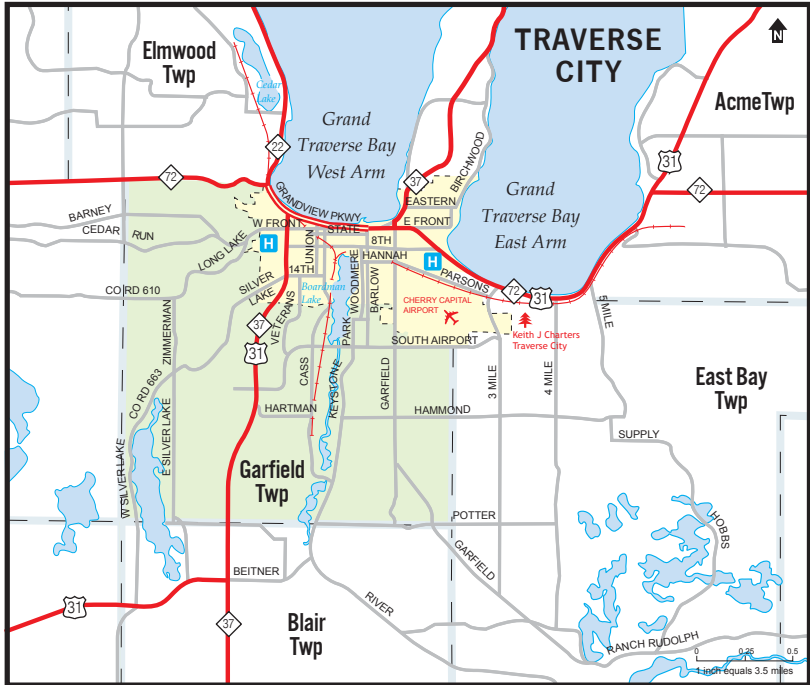 TRAVERSE
CITY
N
Elmwood
Twp
Cedar
Lake
Grand
Traverse Bay
West Arm
Acme Twp
22
31
72
37
72
BIRCHWOOD
EASTERN
Grand
Traverse Bay
East Arm
GRANDVIEW PKWY
BARNEY
CEDAR RUN
W FRONT
STATE
E FRONT
LONG LAKE
H
UNION
8TH
HANNAH
H
PARSONS
14TH
WOODMERE
BARLOW
SILVER
LAKE
Boardman
Lake
72
31
5 MILE
CO RD 610
ZIMMERMAN
VETERANS
37
31
PARK
CHERRY CAPITAL
AIRPORT
Keith J Charters
Traverse City
SOUTH AIRPORT
CASS
KEYSTONE
GARFIELD
3 MILE
4 MILE
East Bay
Twp
CO RD 663
HARTMAN
HAMMOND
E SILVER LAKE
W SILVER LAKE
SUPPLY
Garfield
Twp
POTTER
HOBBS
GARFIELD
BEITNER
31
37
RIVER
Blair
Twp
RANCH RUDOLPH
0 0.25 0.5
1 inch equals 3.5 miles